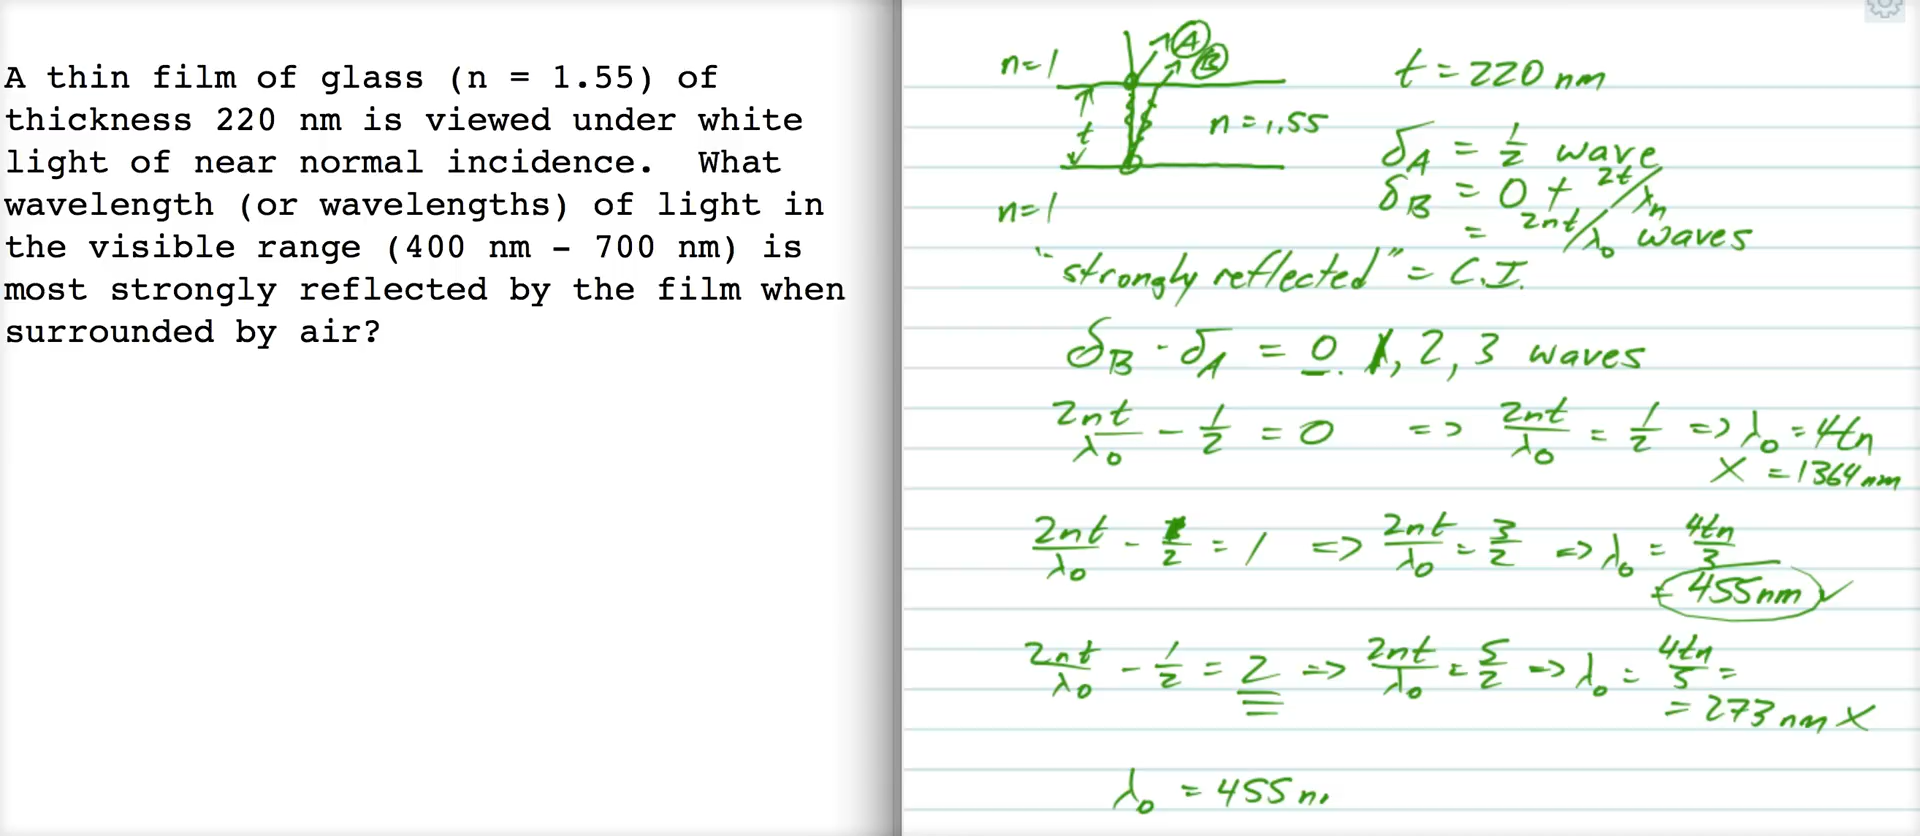 A thin film of glass (n = 1.55) of
thickness 220 nm is viewed under white
light of near normal incidence. What
wavelength (or wavelengths) of light in
the visible range (400 nm – 700 nm) is
most strongly reflected by the film when
surrounded by air?
n=1
A
B
t
n=1.55
n=1
t = 220 nm
δA = 1/2 wave
δB = 0 + 2t/λn
= 2nt/λ0 waves
"strongly reflected" = C.I.
δB - δA = 0, 1, 2, 3 waves
2nt/λ0 - 1/2 = 0 => 2nt/λ0 = 1/2 => λ0 = 4tn
X = 1364 nm
2nt/λ0 - 1/2 = 1 => 2nt/λ0 = 3/2 => λ0 = 4tn/3
= 455nm ✓
2nt/λ0 - 1/2 = 2 => 2nt/λ0 = 5/2 => λ0 = 4tn/5 =
= 273 nm X
λ0 = 455 n